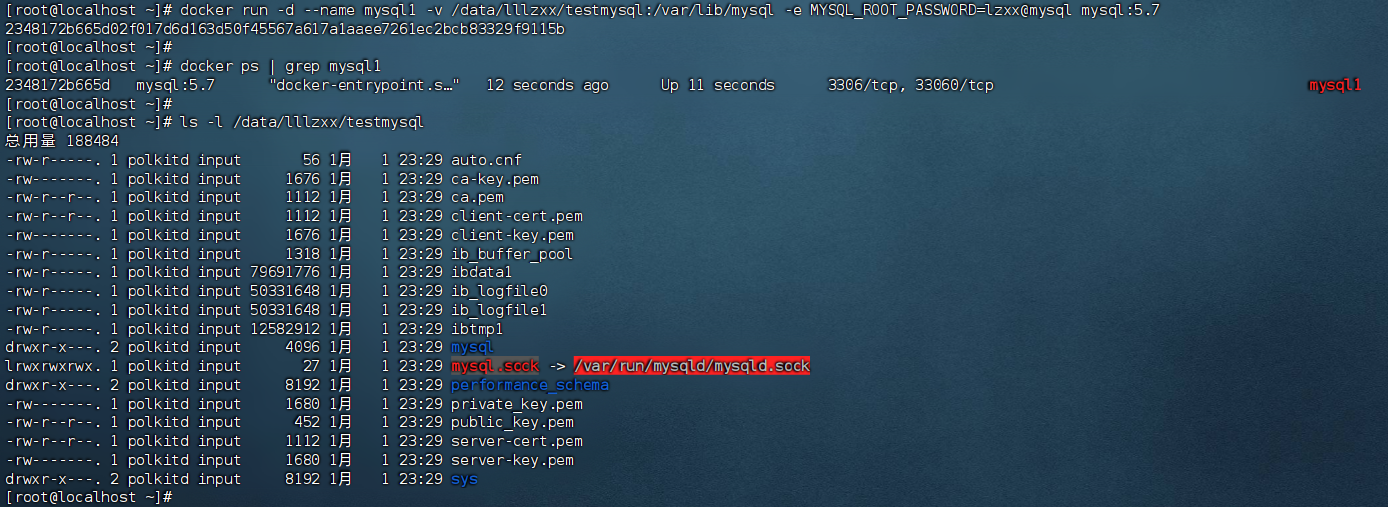 [root@localhost ~]# docker run -d --name mysql1 -v /data/lllzxx/testmysql:/var/lib/mysql -e MYSQL_ROOT_PASSWORD=lzxx@mysql mysql:5.7
2348172b665d02f017d6d163d50f45567a617a1aaee7261ec2bcb83329f9115b
[root@localhost ~]#
[root@localhost ~]# docker ps | grep mysql1
2348172b665d   mysql:5.7      "docker-entrypoint.s…"   12 seconds ago      Up 11 seconds      3306/tcp, 33060/tcp                                    mysql1
[root@localhost ~]#
[root@localhost ~]# ls -l /data/lllzxx/testmysql
总用量 188484
-rw-r-----. 1 polkitd input       56 1月   1 23:29 auto.cnf
-rw-------. 1 polkitd input     1676 1月   1 23:29 ca-key.pem
-rw-r--r--. 1 polkitd input     1112 1月   1 23:29 ca.pem
-rw-r--r--. 1 polkitd input     1112 1月   1 23:29 client-cert.pem
-rw-------. 1 polkitd input     1676 1月   1 23:29 client-key.pem
-rw-r-----. 1 polkitd input     1318 1月   1 23:29 ib_buffer_pool
-rw-r-----. 1 polkitd input 79691776 1月   1 23:29 ibdata1
-rw-r-----. 1 polkitd input 50331648 1月   1 23:29 ib_logfile0
-rw-r-----. 1 polkitd input 50331648 1月   1 23:29 ib_logfile1
-rw-r-----. 1 polkitd input 12582912 1月   1 23:29 ibtmp1
drwxr-x---. 2 polkitd input     4096 1月   1 23:29 mysql
lrwxrwxrwx. 1 polkitd input       27 1月   1 23:29 mysql.sock -> /var/run/mysqld/mysqld.sock
drwxr-x---. 2 polkitd input     8192 1月   1 23:29 performance_schema
-rw-------. 1 polkitd input     1680 1月   1 23:29 private_key.pem
-rw-r--r--. 1 polkitd input      452 1月   1 23:29 public_key.pem
-rw-r--r--. 1 polkitd input     1112 1月   1 23:29 server-cert.pem
-rw-------. 1 polkitd input     1680 1月   1 23:29 server-key.pem
drwxr-x---. 2 polkitd input     8192 1月   1 23:29 sys
[root@localhost ~]#